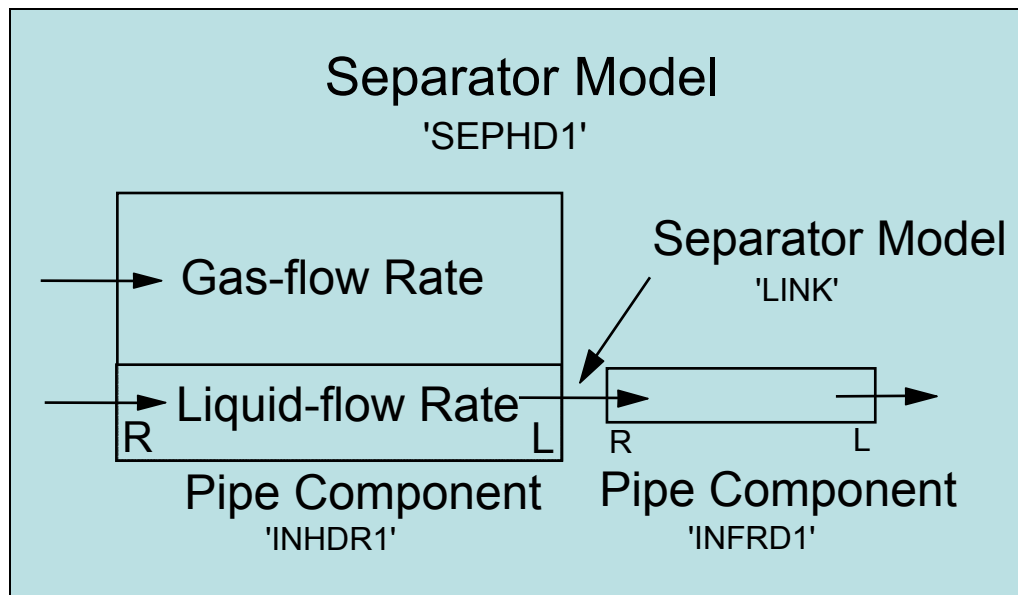 Separator Model
'SEPHD1'
Separator Model
'LINK'
Gas-flow Rate
Liquid-flow Rate
R
L
R
L
Pipe Component
'INHDR1'
Pipe Component
'INFRD1'